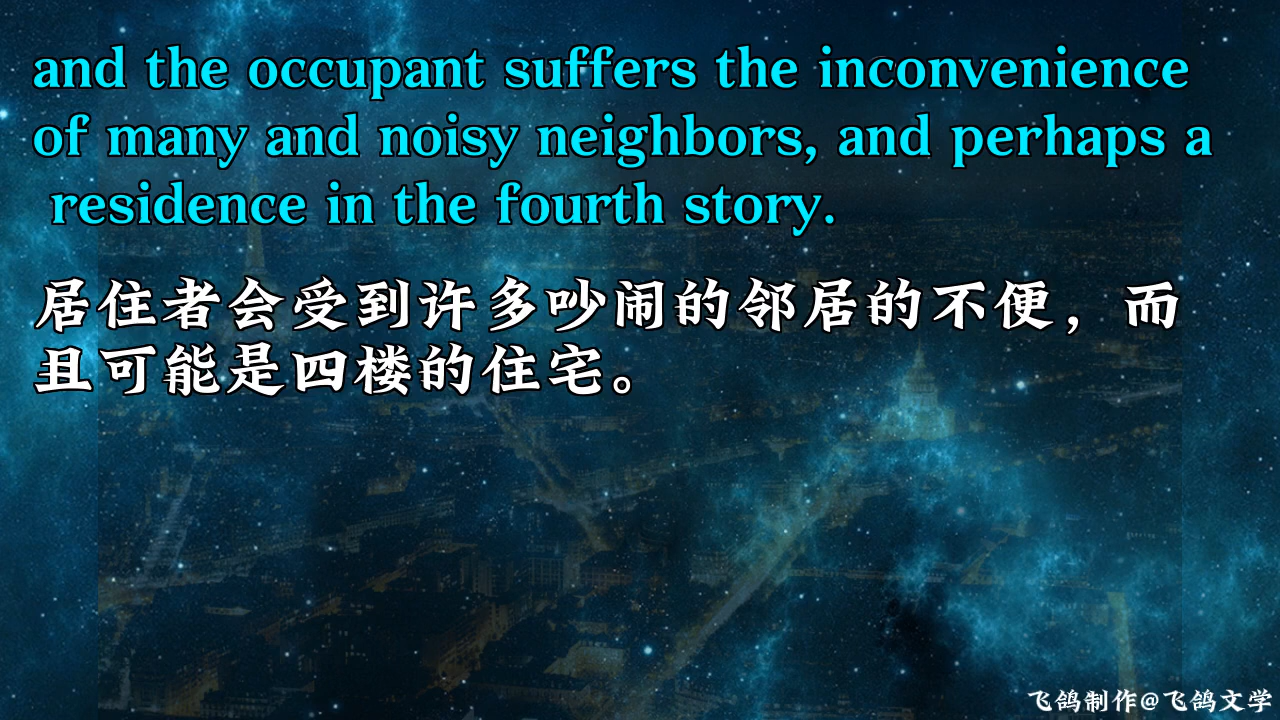 and the occupant suffers the inconvenience
of many and noisy neighbors, and perhaps a
residence in the fourth story.
居住者会受到许多吵闹的邻居的不便，而
且可能是四楼的住宅。
飞鸽制作@飞鸽文学